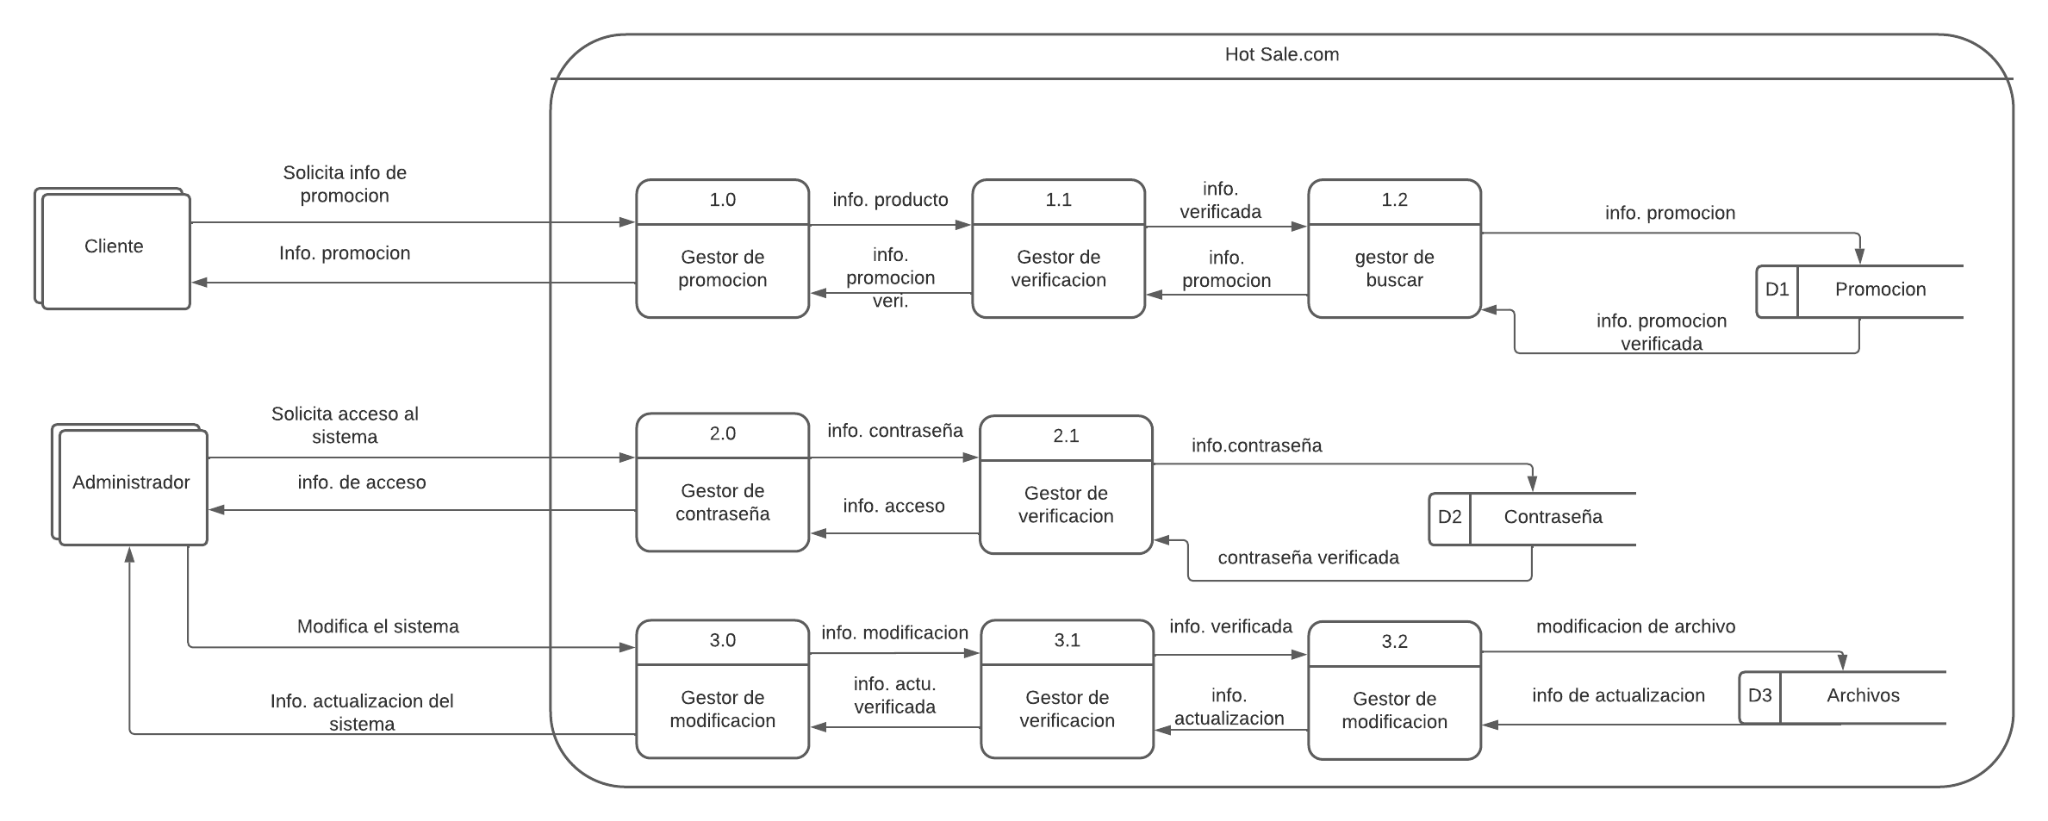 Hot Sale.com
Solicita info de
promocion
Cliente
Info. promocion
1.0
Gestor de
promocion
info. producto
info.
promocion
veri.
1.1
Gestor de
verificacion
info.
verificada
info.
promocion
1.2
gestor de
buscar
info. promocion
D1
Promocion
info. promocion
verificada
Solicita acceso al
sistema
Administrador
info. de acceso
2.0
Gestor de
contraseña
info. contraseña
info. acceso
2.1
Gestor de
verificacion
info.contraseña
D2
Contraseña
contraseña verificada
Modifica el sistema
Info. actualizacion del
sistema
3.0
Gestor de
modificacion
info. modificacion
info. actu.
verificada
3.1
Gestor de
verificacion
info. verificada
info.
actualizacion
3.2
Gestor de
modificacion
modificacion de archivo
info de actualizacion
D3
Archivos